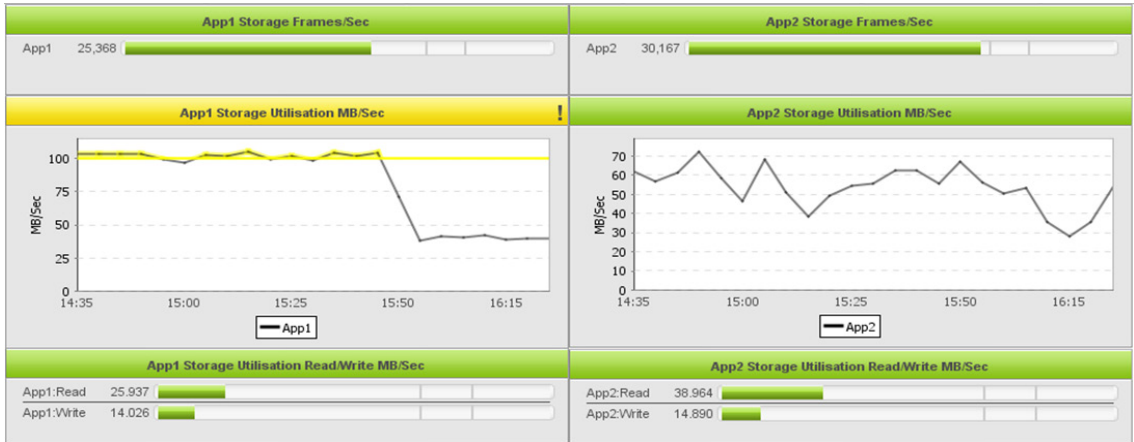 App1 Storage Frames/Sec
App1 25,368
App2 Storage Frames/Sec
App2 30,167
App1 Storage Utilisation MB/Sec !
MB/Sec
100
75
50
25
0
14:35 15:00 15:25 15:50 16:15
App1
App2 Storage Utilisation MB/Sec
MB/Sec
70
60
50
40
30
20
10
0
14:35 15:00 15:25 15:50 16:15
App2
App1 Storage Utilisation Read/Write MB/Sec
App1:Read 25.937
App1:Write 14.026
App2 Storage Utilisation Read/Write MB/Sec
App2:Read 38.964
App2:Write 14.890